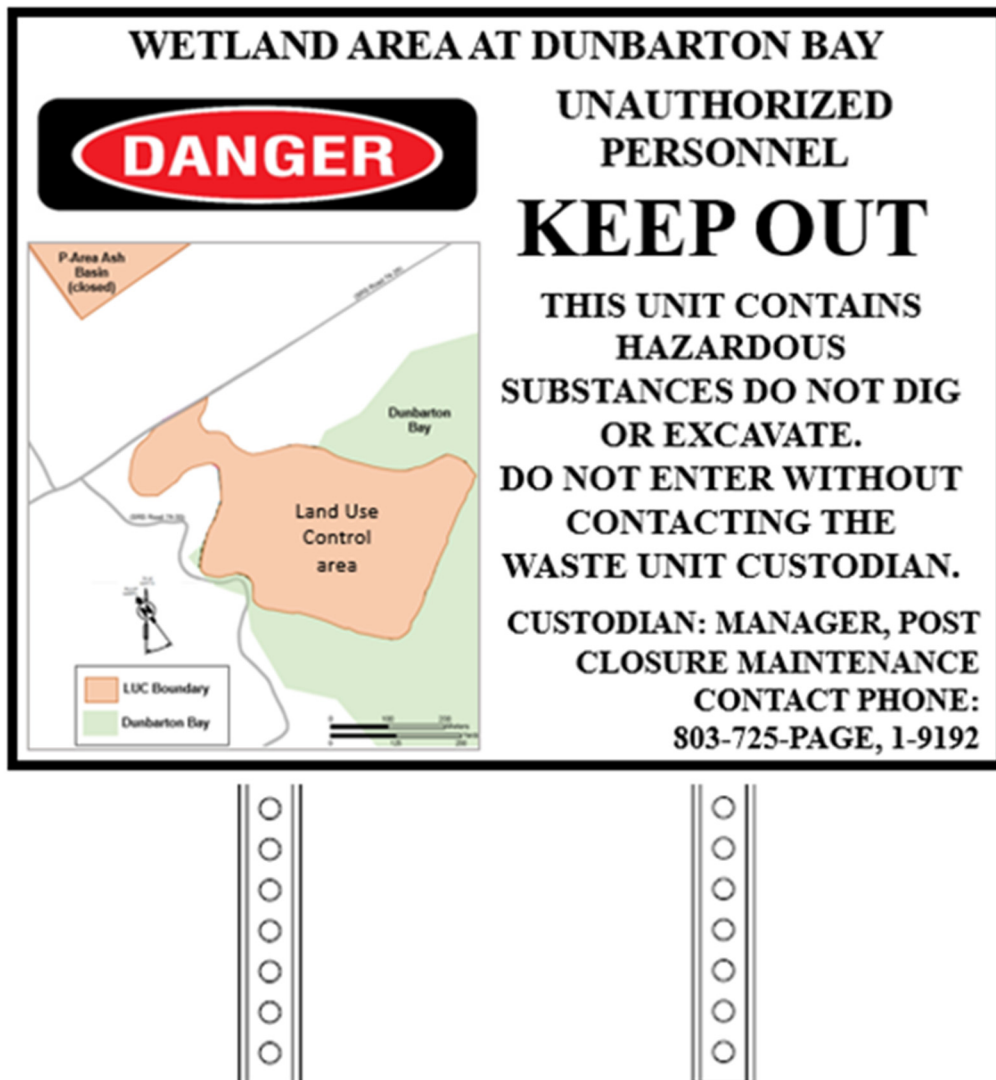 WETLAND AREA AT DUNBARTON BAY
DANGER
UNAUTHORIZED
PERSONNEL
KEEP OUT
THIS UNIT CONTAINS
HAZARDOUS
SUBSTANCES DO NOT DIG
OR EXCAVATE.
DO NOT ENTER WITHOUT
CONTACTING THE
WASTE UNIT CUSTODIAN.
CUSTODIAN: MANAGER, POST
CLOSURE MAINTENANCE
CONTACT PHONE:
803-725-PAGE, 1-9192
P-Area Ash
Basin
(closed)
Dunbarton
Bay
Land Use
Control
area
LUC Boundary
Dunbarton Bay